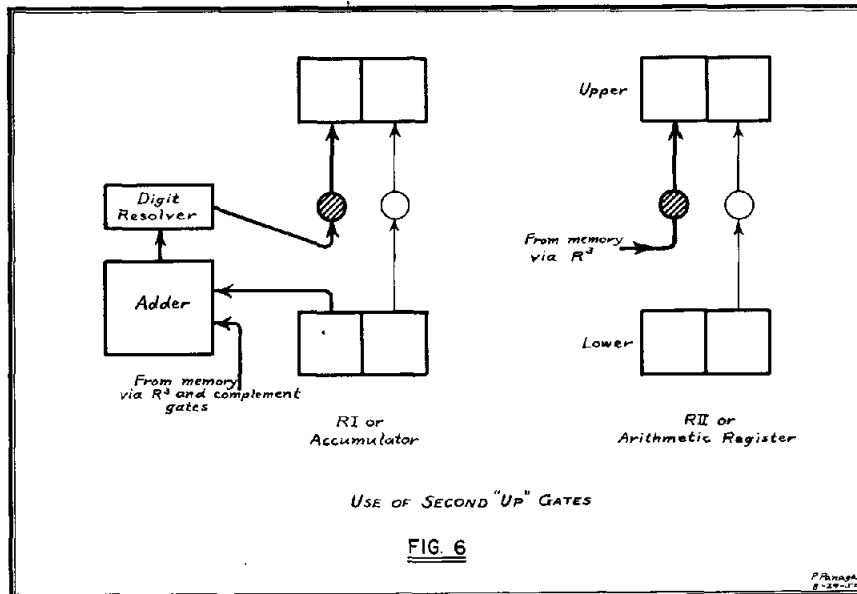 Upper
Digit
Resolver
From memory
via R³
Adder
Lower
From memory
via R³ and complement
gates
RI or
Accumulator
RII or
Arithmetic Register
USE OF SECOND "UP" GATES
FIG. 6